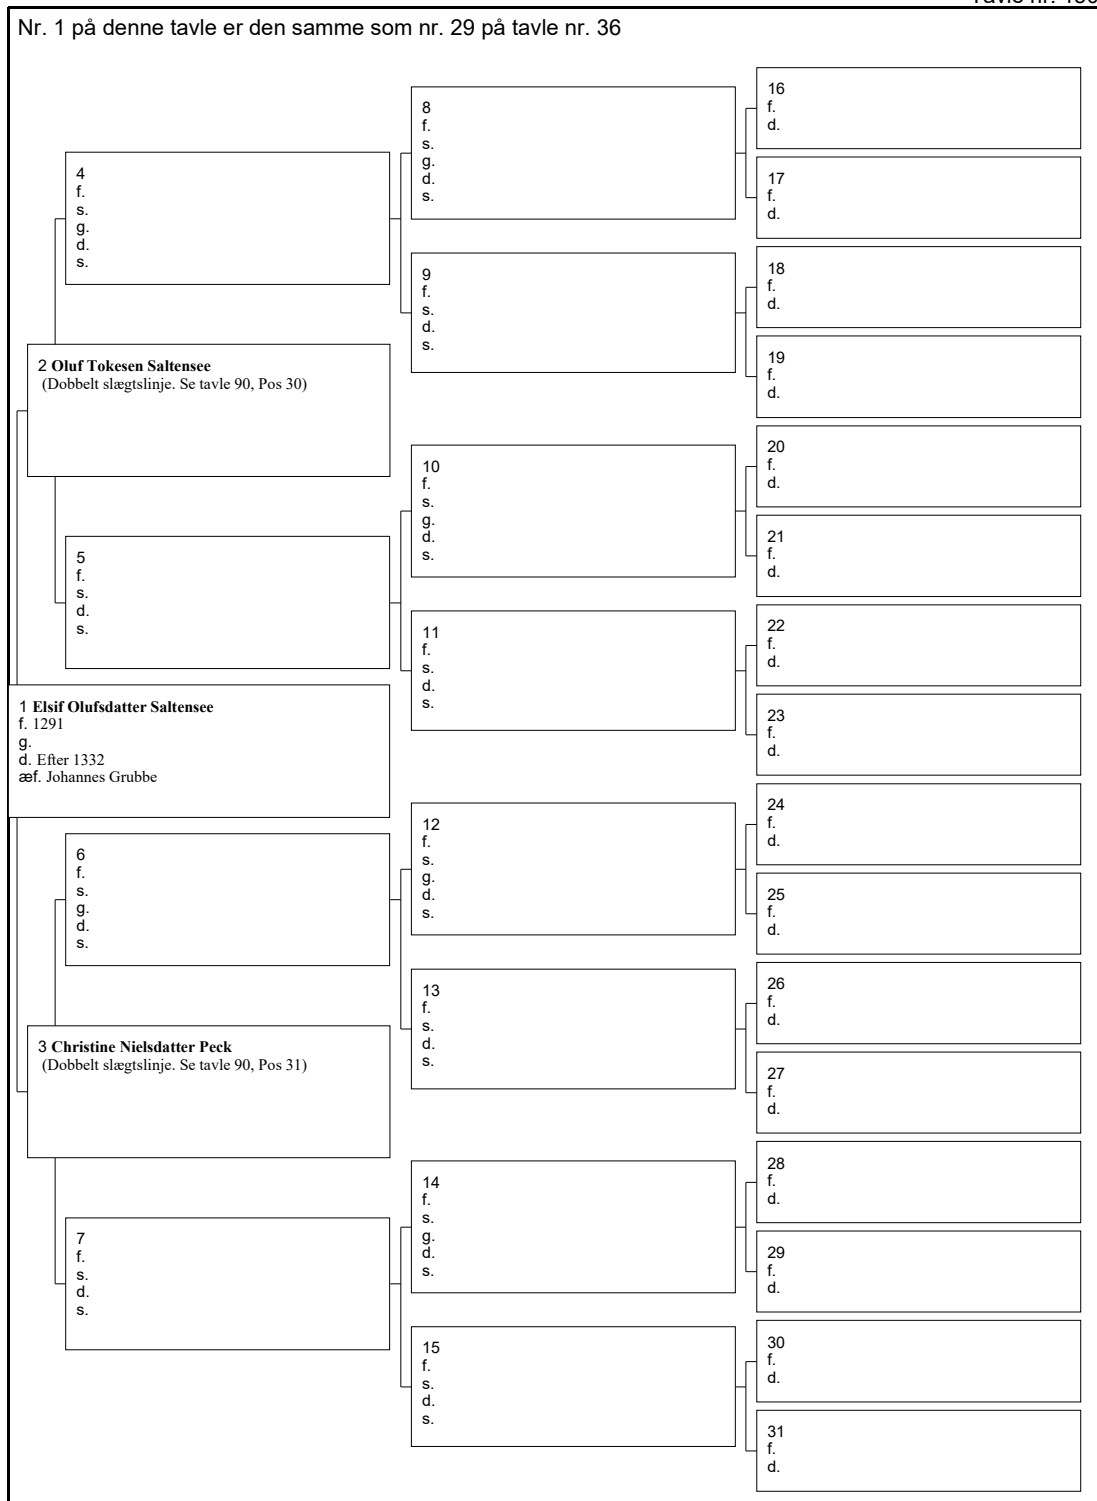 Nr. 1 på denne tavle er den samme som nr. 29 på tavle nr. 36
16
f.
d.
8
f.
s.
g.
d.
s.
17
f.
d.
4
f.
s.
g.
d.
s.
18
f.
d.
9
f.
s.
d.
s.
19
f.
d.
2 Oluf Tokesen Saltensee
(Dobbelt slægtslinje. Se tavle 90, Pos 30)
20
f.
d.
10
f.
s.
g.
d.
s.
21
f.
d.
5
f.
s.
d.
s.
22
f.
d.
11
f.
s.
d.
s.
23
f.
d.
1 Elsif Olufsdatter Saltensee
f. 1291
g.
d. Efter 1332
æf. Johannes Grubbe
24
f.
d.
12
f.
s.
g.
d.
s.
25
f.
d.
6
f.
s.
g.
d.
s.
26
f.
d.
13
f.
s.
d.
s.
27
f.
d.
3 Christine Nielsdatter Peck
(Dobbelt slægtslinje. Se tavle 90, Pos 31)
28
f.
d.
14
f.
s.
g.
d.
s.
29
f.
d.
7
f.
s.
d.
s.
30
f.
d.
15
f.
s.
d.
s.
31
f.
d.